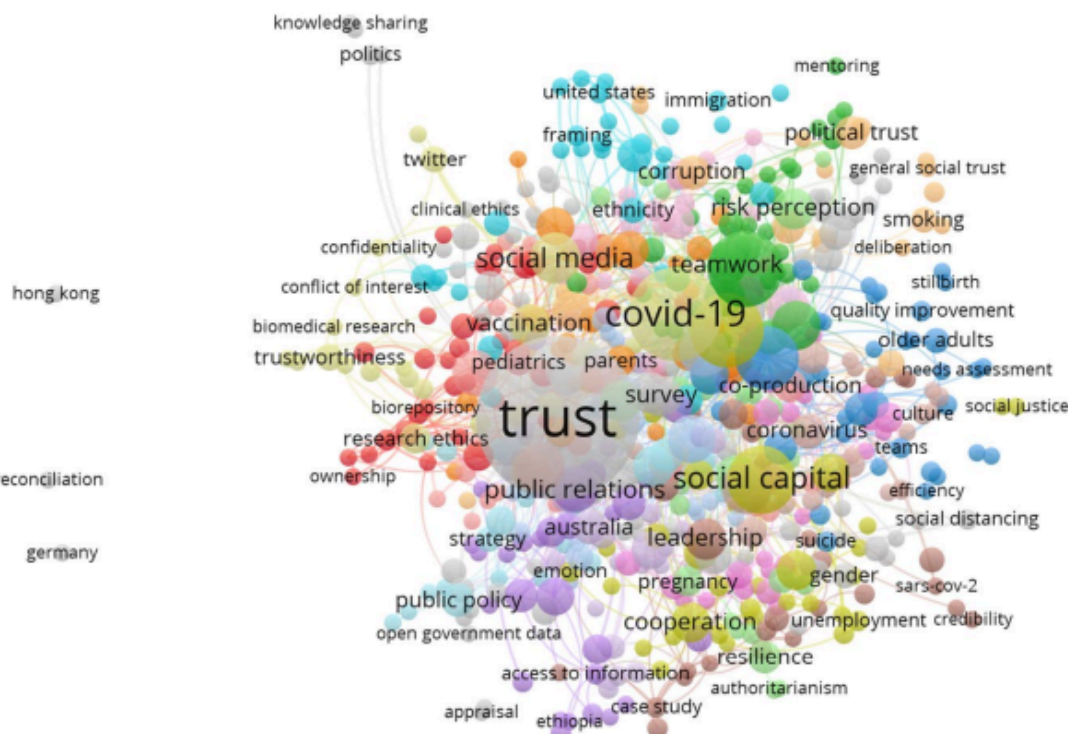 knowledge sharing
politics
mentoring
united states
immigration
framing
political trust
twitter
corruption
general social trust
clinical ethics
ethnicity
risk perception
smoking
confidentiality
social media
teamwork
deliberation
stillbirth
conflict of interest
hong kong
covid-19
quality improvement
biomedical research
vaccination
older adults
trustworthiness
pediatrics
parents
needs assessment
co-production
survey
biorepository
trust
culture
social justice
research ethics
coronavirus
teams
ownership
social capital
econciliation
public relations
efficiency
social distancing
australia
strategy
leadership
suicide
germany
emotion
pregnancy
gender
sars-cov-2
public policy
cooperation
unemployment
credibility
open government data
resilience
access to information
authoritarianism
appraisal
case study
ethiopia